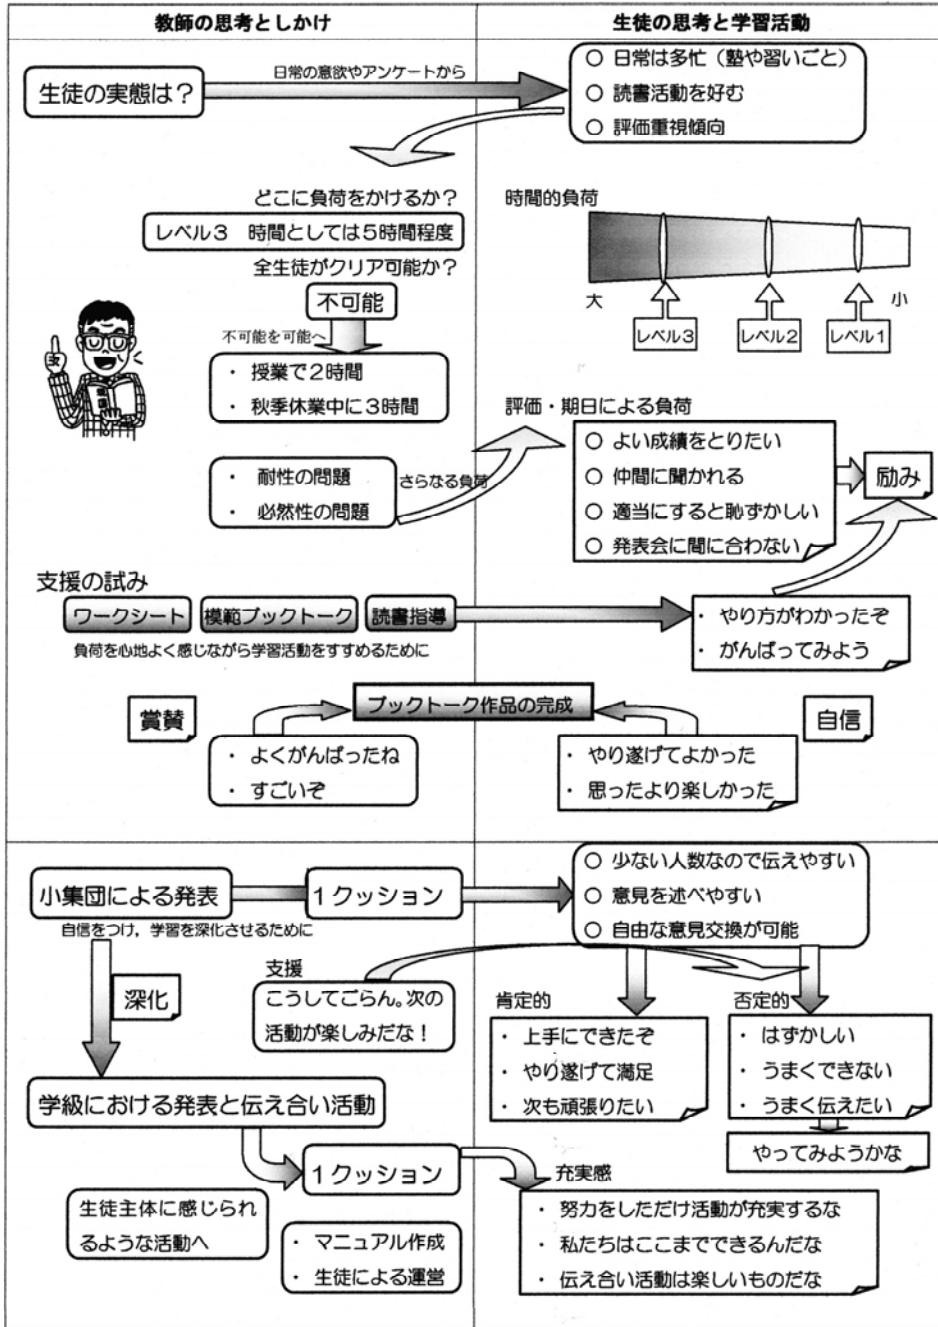 教師の思考としかけ
生徒の思考と学習活動
生徒の実態は？
日常の意欲やアンケートから
○ 日常は多忙（塾や習いごと）
○ 読書活動を好む
○ 評価重視傾向
どこに負荷をかけるか？
レベル3　時間としては5時間程度
全生徒がクリア可能か？
不可能
不可能を可能へ
・ 授業で2時間
・ 秋季休業中に3時間
時間的負荷
大
小
レベル3
レベル2
レベル1
・ 耐性の問題
・ 必然性の問題
さらなる負荷
評価・期日による負荷
○ よい成績をとりたい
○ 仲間に聞かれる
○ 適当にすると恥ずかしい
○ 発表会に間に合わない
励み
支援の試み
ワークシート
模範ブックトーク
読書指導
負荷を心地よく感じながら学習活動をすすめるために
・ やり方がわかったぞ
・ がんばってみよう
ブックトーク作品の完成
賞賛
・ よくがんばったね
・ すごいぞ
・ やり遂げてよかった
・ 思ったより楽しかった
自信
小集団による発表
1クッション
自信をつけ，学習を深化させるために
○ 少ない人数なので伝えやすい
○ 意見を述べやすい
○ 自由な意見交換が可能
深化
支援
こうしてごらん。次の
活動が楽しみだな！
肯定的
・ 上手にできたぞ
・ やり遂げて満足
・ 次も頑張りたい
否定的
・ はずかしい
・ うまくできない
・ うまく伝えたい
やってみようかな
学級における発表と伝え合い活動
1クッション
生徒主体に感じられ
るような活動へ
・ マニュアル作成
・ 生徒による運営
充実感
・ 努力をしただけ活動が充実するな
・ 私たちはここまでできるんだな
・ 伝え合い活動は楽しいものだな